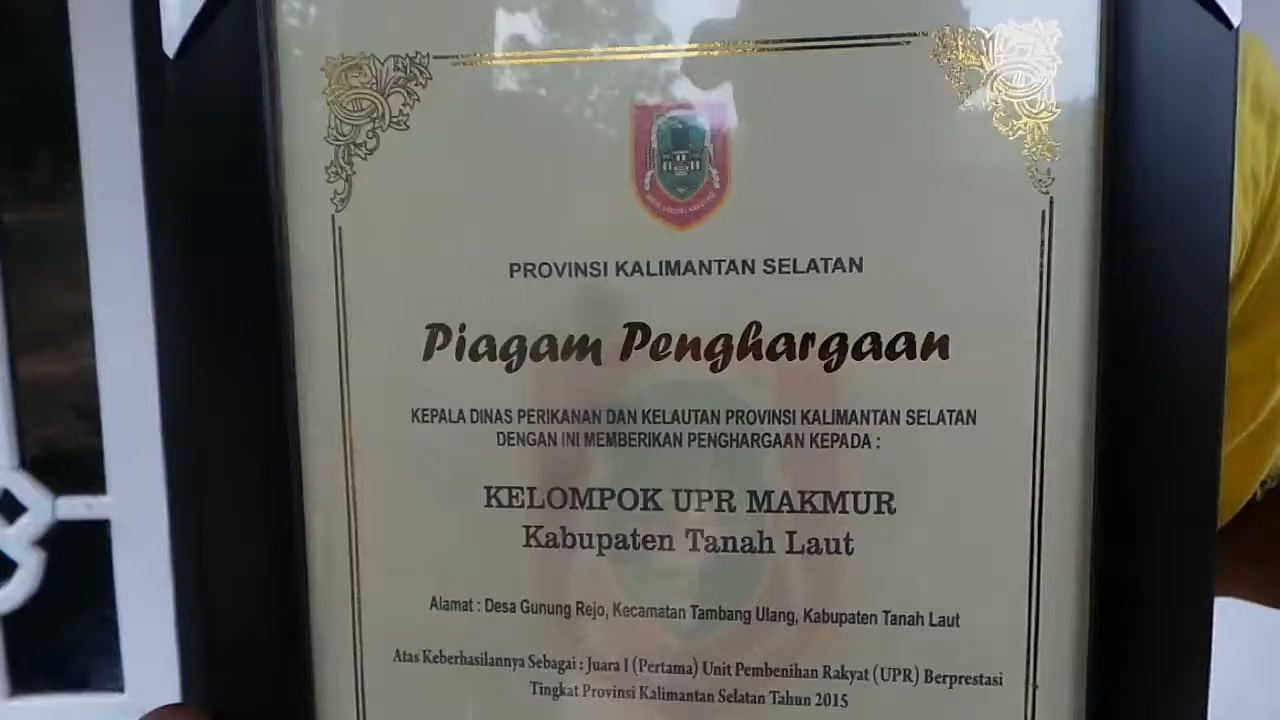 PROVINSI KALIMANTAN SELATAN
Piagam Penghargaan
KEPALA DINAS PERIKANAN DAN KELAUTAN PROVINSI KALIMANTAN SELATAN
DENGAN INI MEMBERIKAN PENGHARGAAN KEPADA :
KELOMPOK UPR MAKMUR
Kabupaten Tanah Laut
Alamat : Desa Gunung Rejo, Kecamatan Tambang Ulang, Kabupaten Tanah Laut
Atas Keberhasilannya Sebagai : Juara I (Pertama) Unit Pembenihan Rakyat (UPR) Berprestasi
Tingkat Provinsi Kalimantan Selatan Tahun 2015